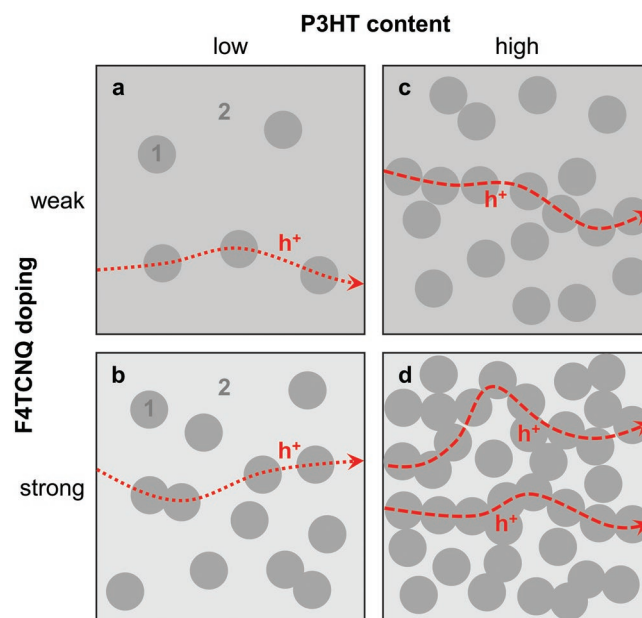 P3HT content
low high
F4TCNQ doping
weak
strong
a
1
2
h+
c
h+
b
1
2
h+
d
h+
h+